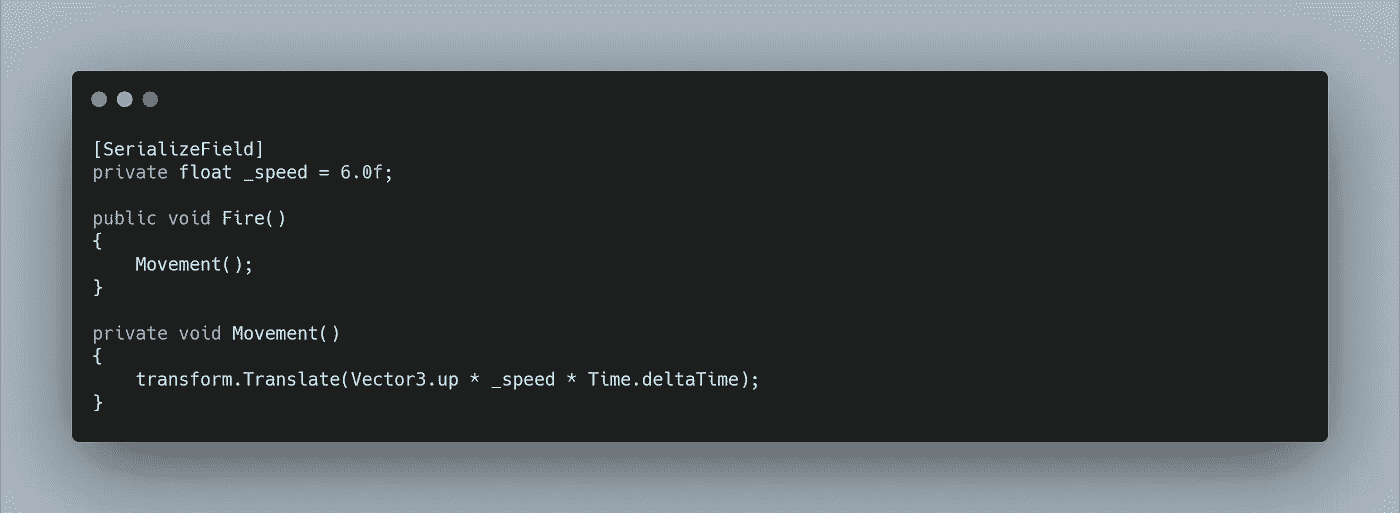 [SerializeField]
private float _speed = 6.0f;
public void Fire()
{
    Movement();
}
private void Movement()
{
    transform.Translate(Vector3.up * _speed * Time.deltaTime);
}